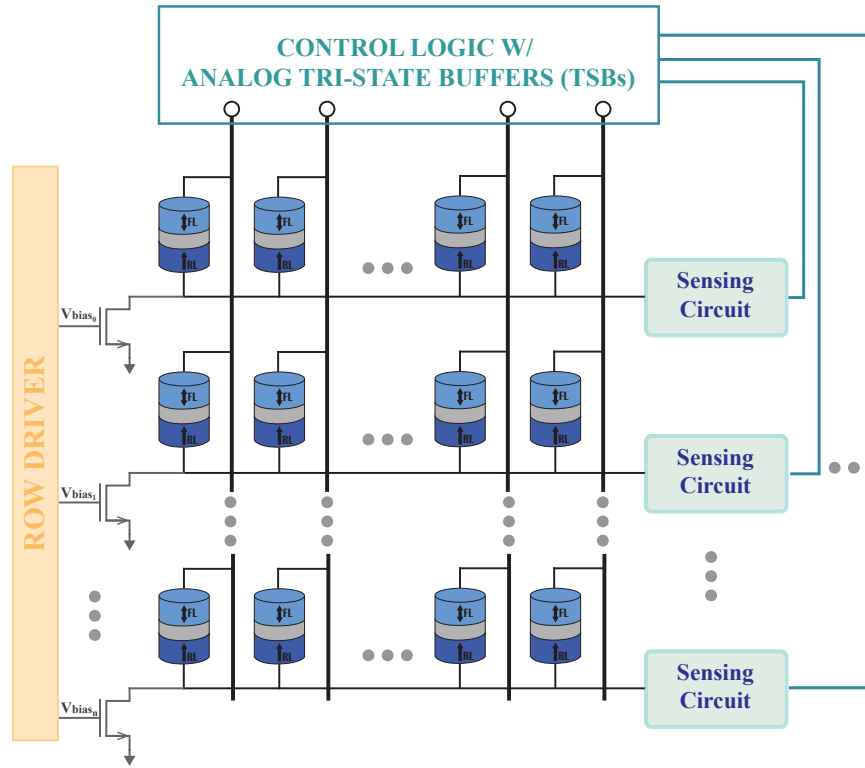 CONTROL LOGIC W/
ANALOG TRI-STATE BUFFERS (TSBs)
ROW DRIVER
FL
FL
FL
FL
RL
RL
RL
RL
Vbias0
Sensing
Circuit
FL
FL
FL
FL
RL
RL
RL
RL
Vbias1
Sensing
Circuit
FL
FL
FL
FL
RL
RL
RL
RL
Vbiasn
Sensing
Circuit